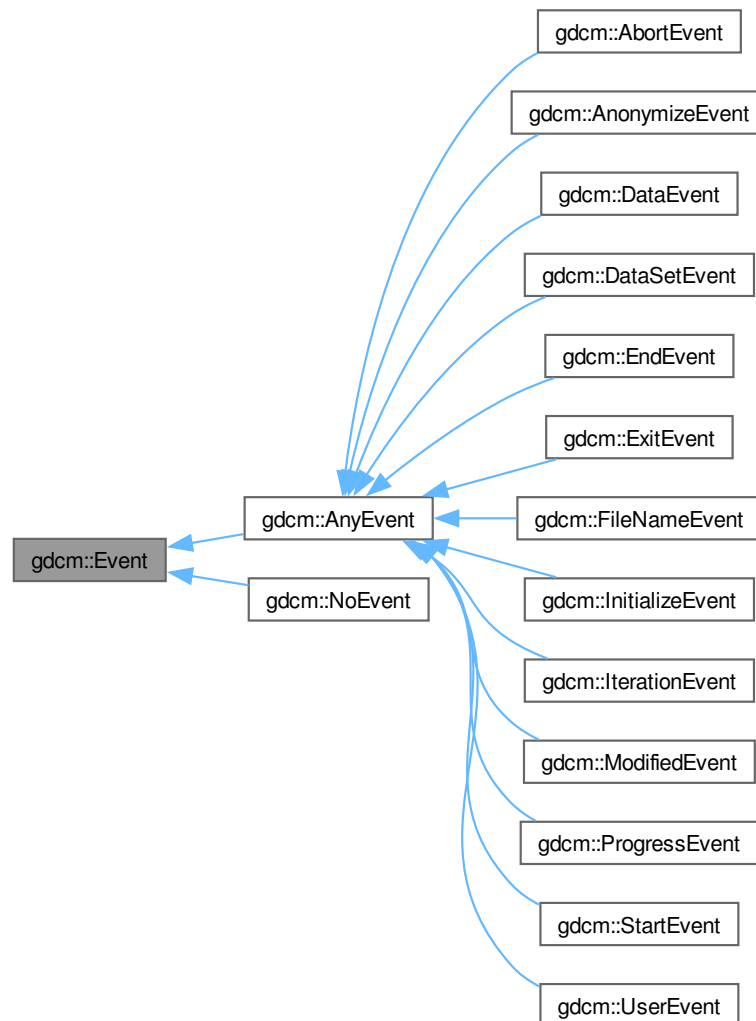 gdcm::AbortEvent
gdcm::AnonymizeEvent
gdcm::DataEvent
gdcm::DataSetEvent
gdcm::EndEvent
gdcm::ExitEvent
gdcm::AnyEvent
gdcm::FileNameEvent
gdcm::Event
gdcm::InitializeEvent
gdcm::NoEvent
gdcm::IterationEvent
gdcm::ModifiedEvent
gdcm::ProgressEvent
gdcm::StartEvent
gdcm::UserEvent